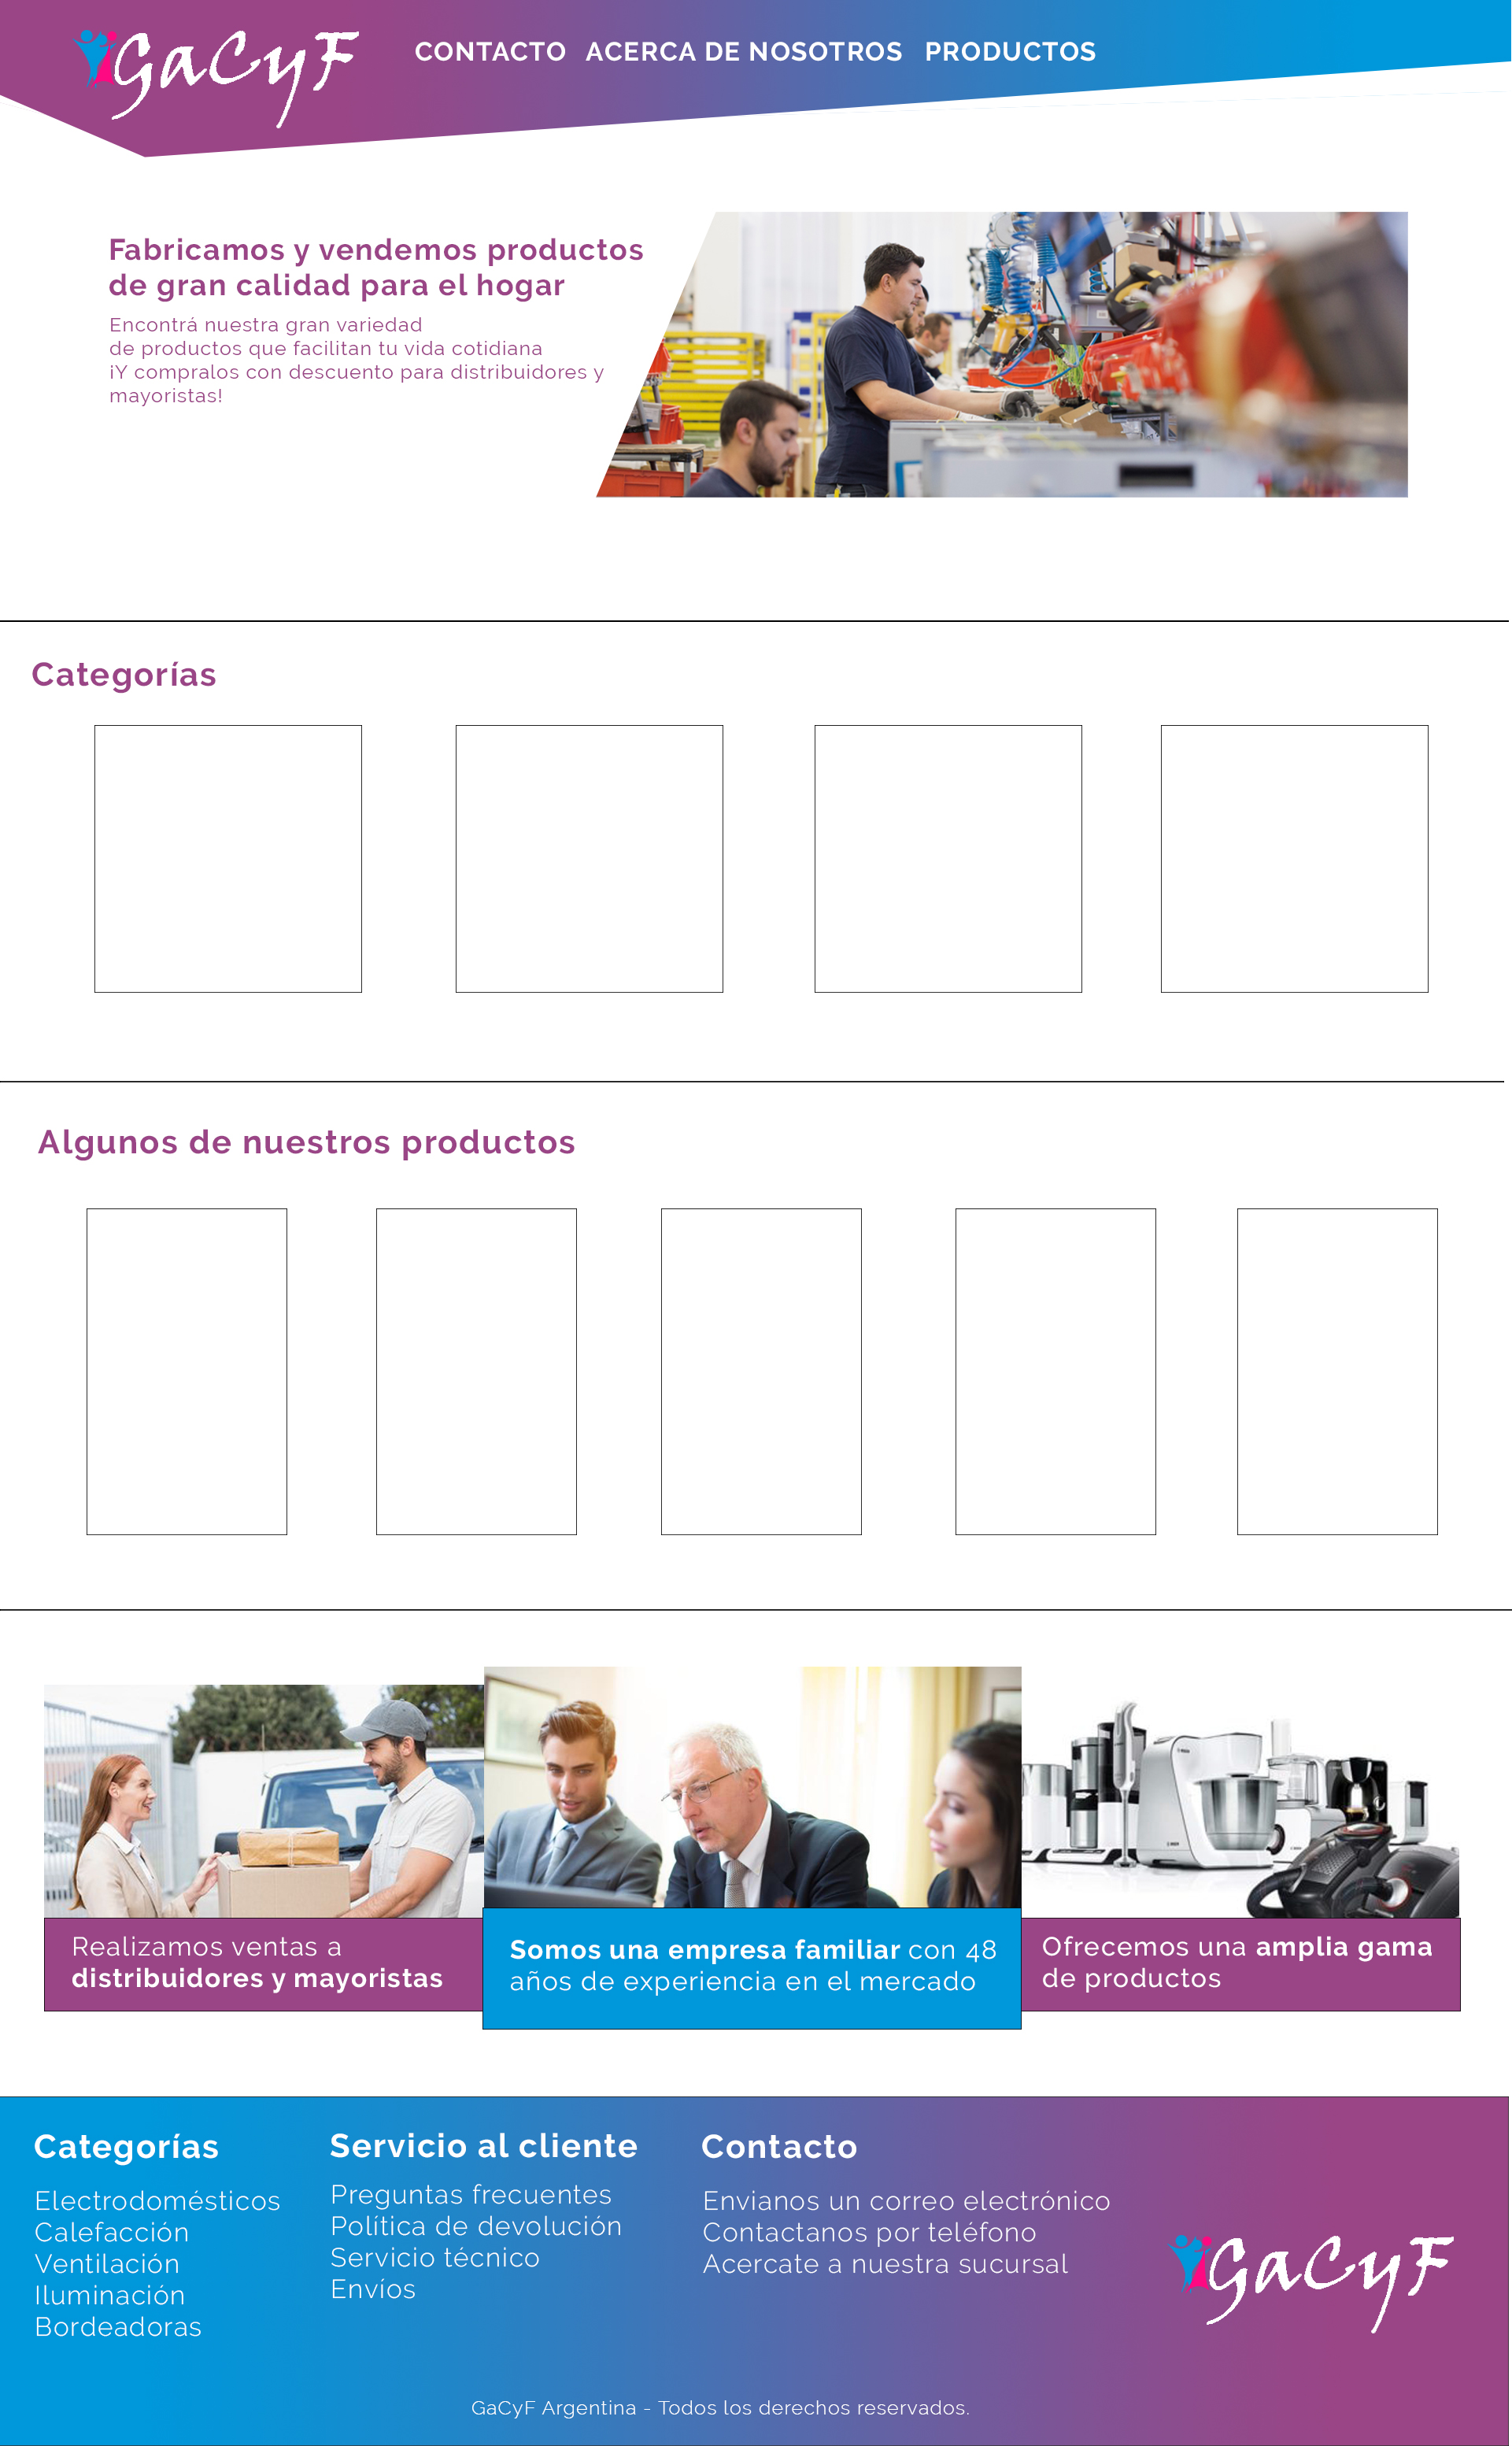 GaCyF
CONTACTO ACERCA DE NOSOTROS PRODUCTOS
Fabricamos y vendemos productos
de gran calidad para el hogar
Encontrá nuestra gran variedad
de productos que facilitan tu vida cotidiana
¡Y compralos con descuento para distribuidores y
mayoristas!
Categorías
Algunos de nuestros productos
Realizamos ventas a
distribuidores y mayoristas
Somos una empresa familiar con 48
años de experiencia en el mercado
Ofrecemos una amplia gama
de productos
Categorías
Electrodomésticos
Calefacción
Ventilación
Iluminación
Bordeadoras
Servicio al cliente
Preguntas frecuentes
Política de devolución
Servicio técnico
Envíos
Contacto
Envianos un correo electrónico
Contactanos por teléfono
Acercate a nuestra sucursal
GaCyF
GaCyF Argentina - Todos los derechos reservados.